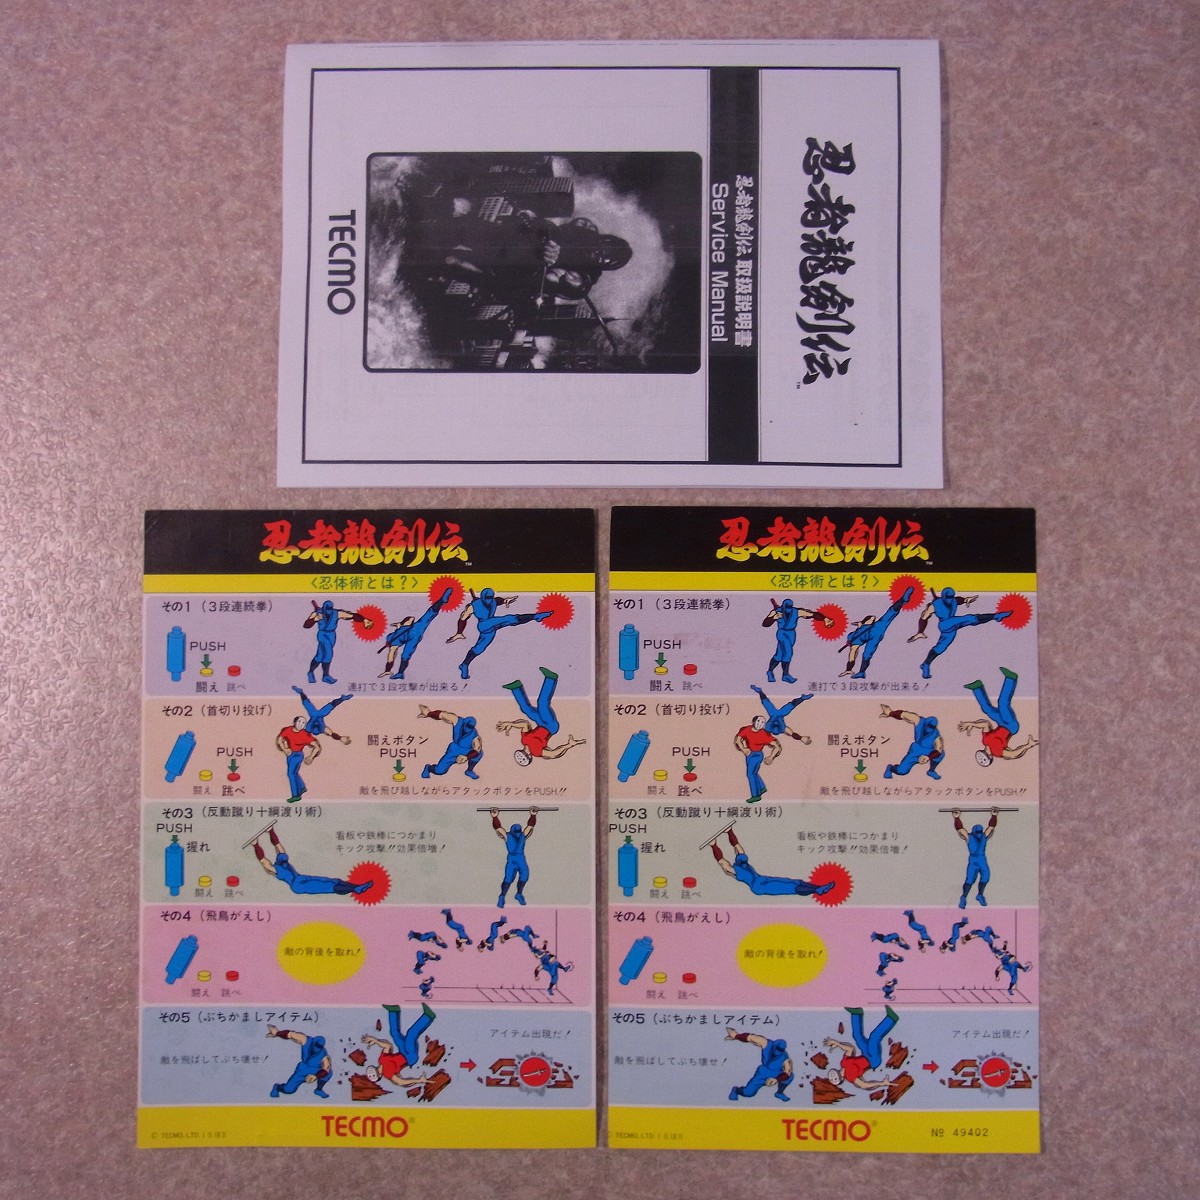 忍者龍剣伝
TM
忍者龍剣伝 取扱説明書
Service Manual
TECMO
忍者龍剣伝
TM
〈忍体術とは?〉
その1 (3段連続拳)
PUSH
闘え 跳べ
連打で3段攻撃が出来る!
その2 (首切り投げ)
PUSH
闘え 跳べ
闘えボタン
PUSH
敵を飛び越しながらアタックボタンをPUSH!!
その3 (反動蹴り十綱渡り術)
PUSH
握れ
闘え 跳べ
看板や鉄棒につかまり
キック攻撃!!効果倍増!
その4 (飛鳥がえし)
闘え 跳べ
敵の背後を取れ!
その5 (ぶちかましアイテム)
敵を飛ばしてぶち壊せ!
アイテム出現だ!
TECMO®
忍者龍剣伝
TM
〈忍体術とは?〉
その1 (3段連続拳)
PUSH
闘え 跳べ
連打で3段攻撃が出来る!
その2 (首切り投げ)
PUSH
闘え 跳べ
闘えボタン
PUSH
敵を飛び越しながらアタックボタンをPUSH!!
その3 (反動蹴り十綱渡り術)
PUSH
握れ
闘え 跳べ
看板や鉄棒につかまり
キック攻撃!!効果倍増!
その4 (飛鳥がえし)
闘え 跳べ
敵の背後を取れ!
その5 (ぶちかましアイテム)
敵を飛ばしてぶち壊せ!
アイテム出現だ!
TECMO®
№ 49402